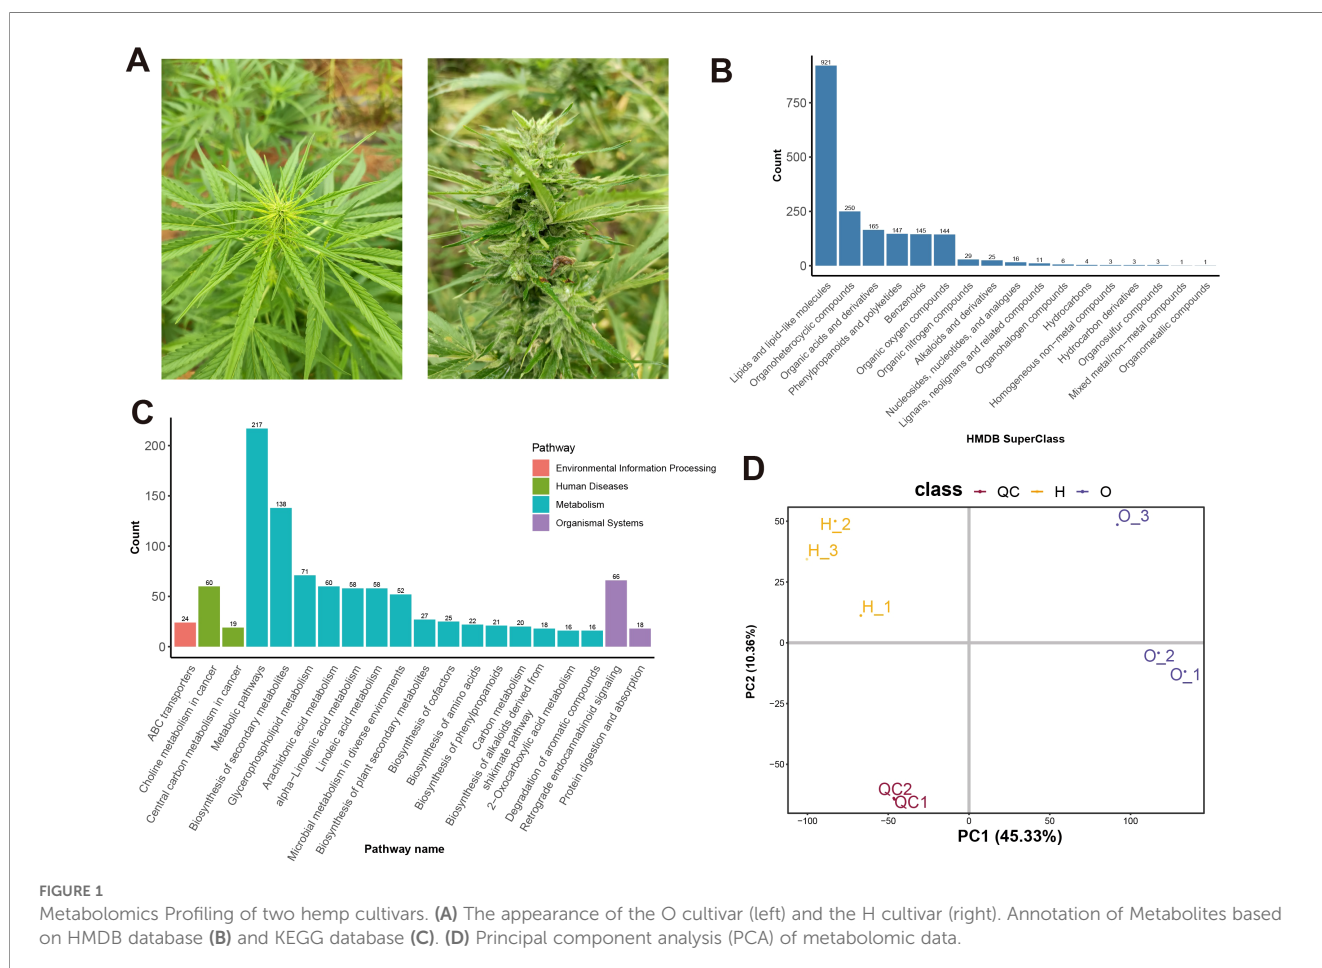 A
B
921
250
165
147
145
144
29
25
16
11
6
4
3
3
3
1
1
750
500
250
0
Count
Lipids and lipid−like molecules
Organoheterocyclic compounds
Organic acids and derivatives
Phenylpropanoids and polyketides
Benzenoids
Organic oxygen compounds
Organic nitrogen compounds
Alkaloids and derivatives
Nucleosides, nucleotides, and analogues
Lignans, neolignans and related compounds
Organohalogen compounds
Hydrocarbons
Homogeneous non−metal compounds
Hydrocarbon derivatives
Organosulfur compounds
Mixed metal/non−metal compounds
Organometallic compounds
HMDB SuperClass
C
200
150
100
50
0
Count
24
60
19
217
138
71
60
58
58
52
27
25
22
21
20
18
16
16
66
18
Pathway
Environmental Information Processing
Human Diseases
Metabolism
Organismal Systems
ABC transporters
Choline metabolism in cancer
Central carbon metabolism in cancer
Metabolic pathways
Biosynthesis of secondary metabolites
Glycerophospholipid metabolism
Arachidonic acid metabolism
alpha−Linolenic acid metabolism
Linoleic acid metabolism
Microbial metabolism in diverse environments
Biosynthesis of plant secondary metabolites
Biosynthesis of cofactors
Biosynthesis of amino acids
Biosynthesis of phenylpropanoids
Carbon metabolism
Biosynthesis of alkaloids derived from
shikimate pathway
2−Oxocarboxylic acid metabolism
Degradation of aromatic compounds
Retrograde endocannabinoid signaling
Protein digestion and absorption
Pathway name
D
class QC H O
50
25
0
−25
−50
PC2 (10.36%)
H_2
H_3
H_1
O_3
O_2
O_1
QC2
QC1
−100
−50
0
50
100
PC1 (45.33%)
FIGURE 1
Metabolomics Profiling of two hemp cultivars. (A) The appearance of the O cultivar (left) and the H cultivar (right). Annotation of Metabolites based
on HMDB database (B) and KEGG database (C). (D) Principal component analysis (PCA) of metabolomic data.